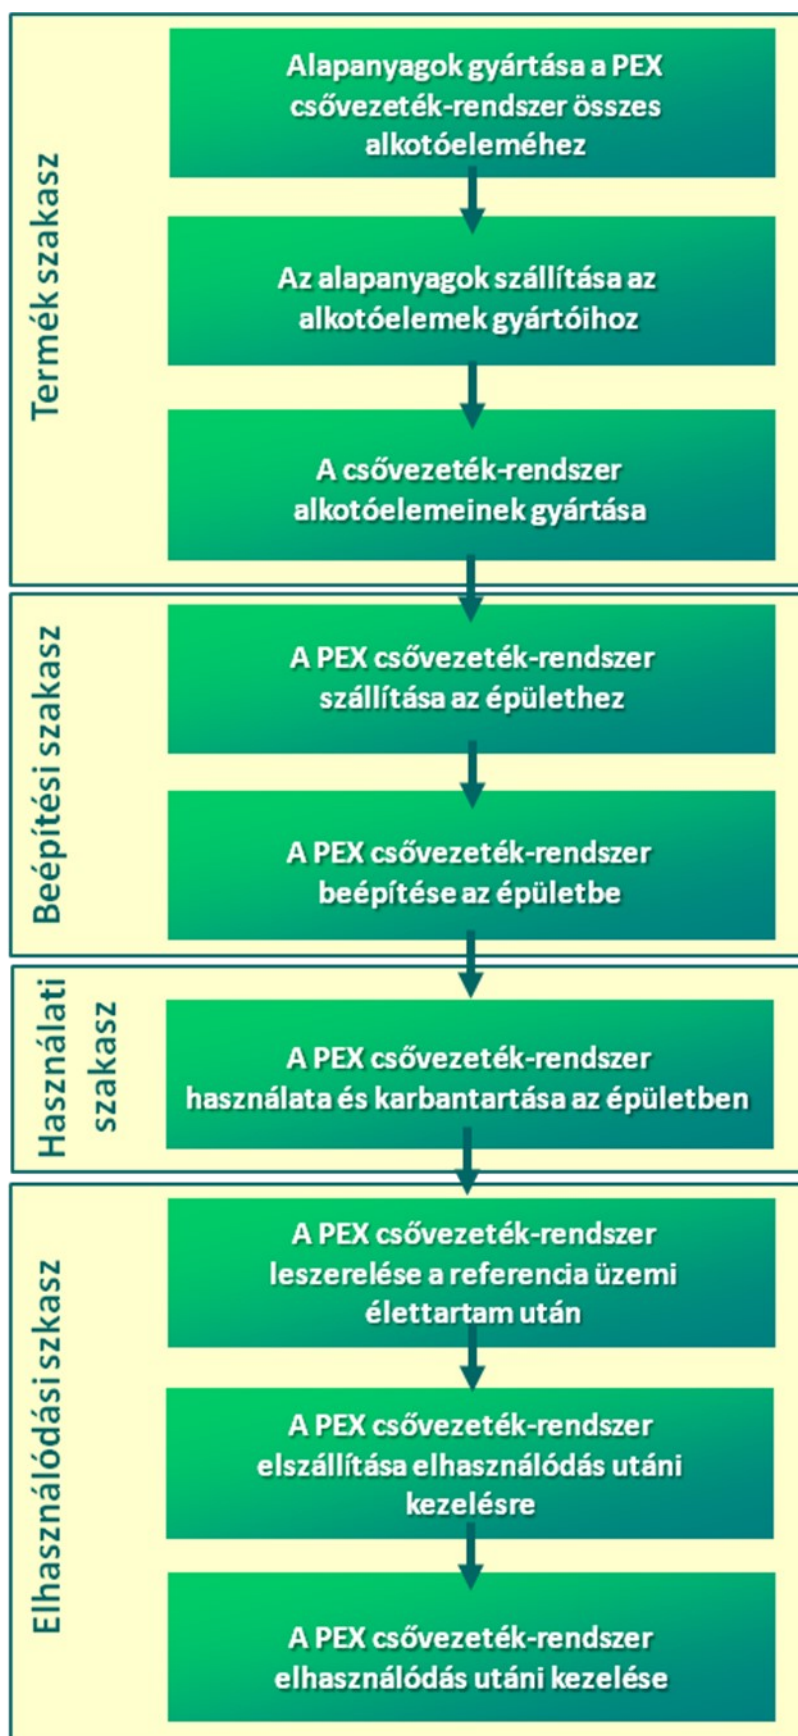 Termék szakasz
Alapanyagok gyártása a PEX
csővezeték-rendszer összes
alkotóeleméhez
Az alapanyagok szállítása az
alkotóelemek gyártóihoz
A csővezeték-rendszer
alkotóelemeinek gyártása
Beépítési szakasz
A PEX csővezeték-rendszer
szállítása az épülethez
A PEX csővezeték-rendszer
beépítése az épületbe
Használati
szakasz
A PEX csővezeték-rendszer
használata és karbantartása az épületben
Elhasználódási szkasz
A PEX csővezeték-rendszer
leszerelése a referencia üzemi
élettartam után
A PEX csővezeték-rendszer
elszállítása elhasználódás utáni
kezelésre
A PEX csővezeték-rendszer
elhasználódás utáni kezelése